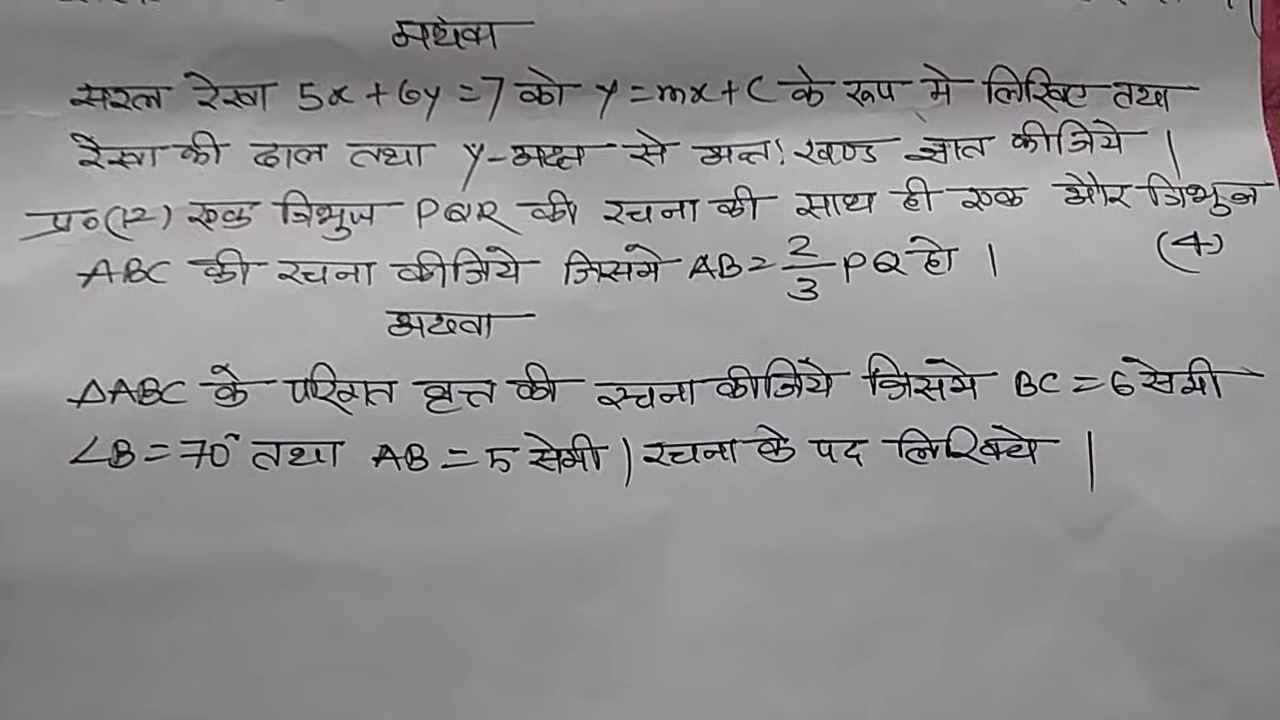 अथवा
सरल रेखा 5x + 6y = 7 को y = mx + C के रूप मे लिखिए तथा
रेखा की ढाल तथा y-अक्ष से अन्त: खण्ड ज्ञात कीजिये |
प्र०(12) एक त्रिभुज PQR की रचना की साथ ही एक और त्रिभुज
ABC की रचना कीजिये जिसमे AB = 2/3 PQ हो | (4)
अथवा
△ABC के परिगत वृत्त की रचना कीजिये जिसमे BC = 6 सेमी
∠B = 70° तथा AB = 5 सेमी | रचना के पद लिखिये |